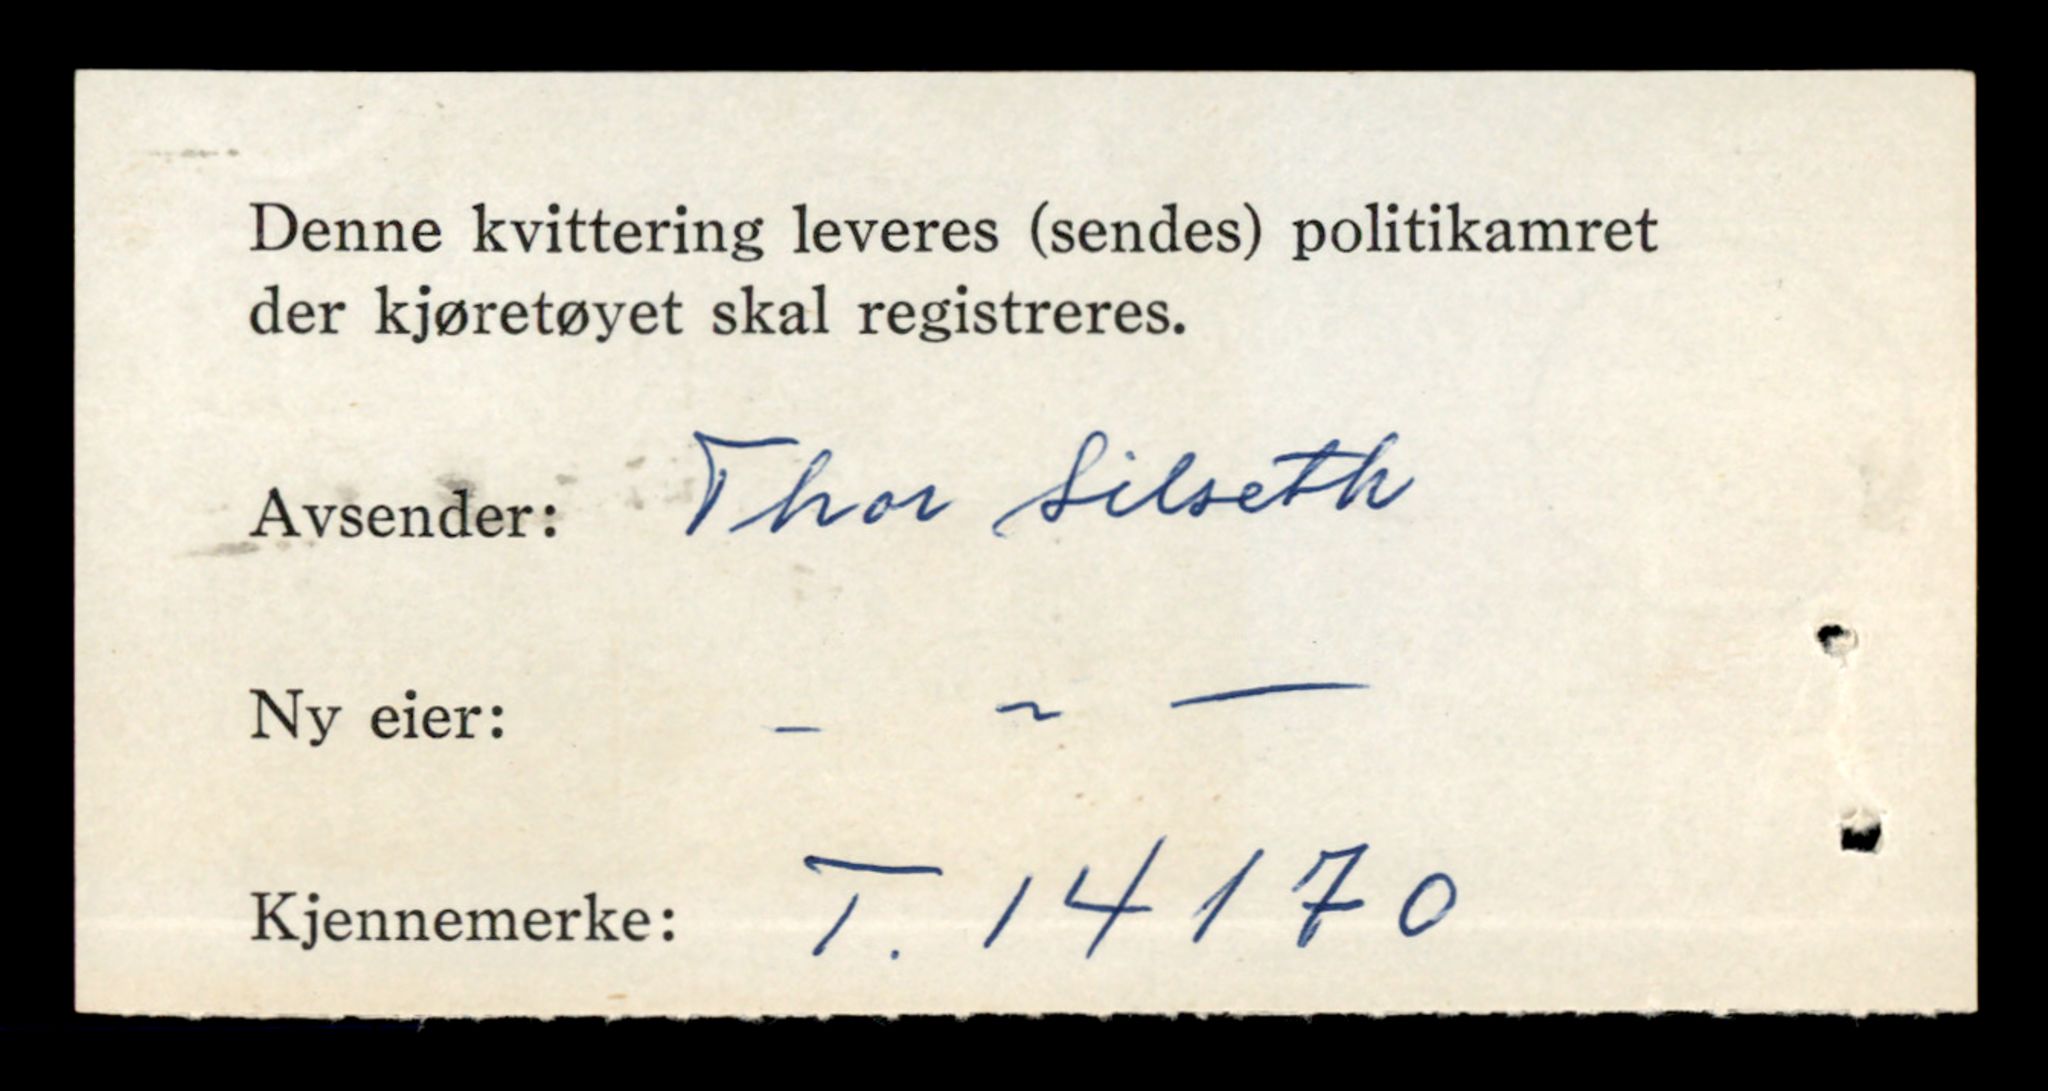 Denne kvittering leveres (sendes) politikamret
der kjøretøyet skal registreres.
Avsender: Thor Silseth
Ny eier: - ~ —
Kjennemerke: T. 14170